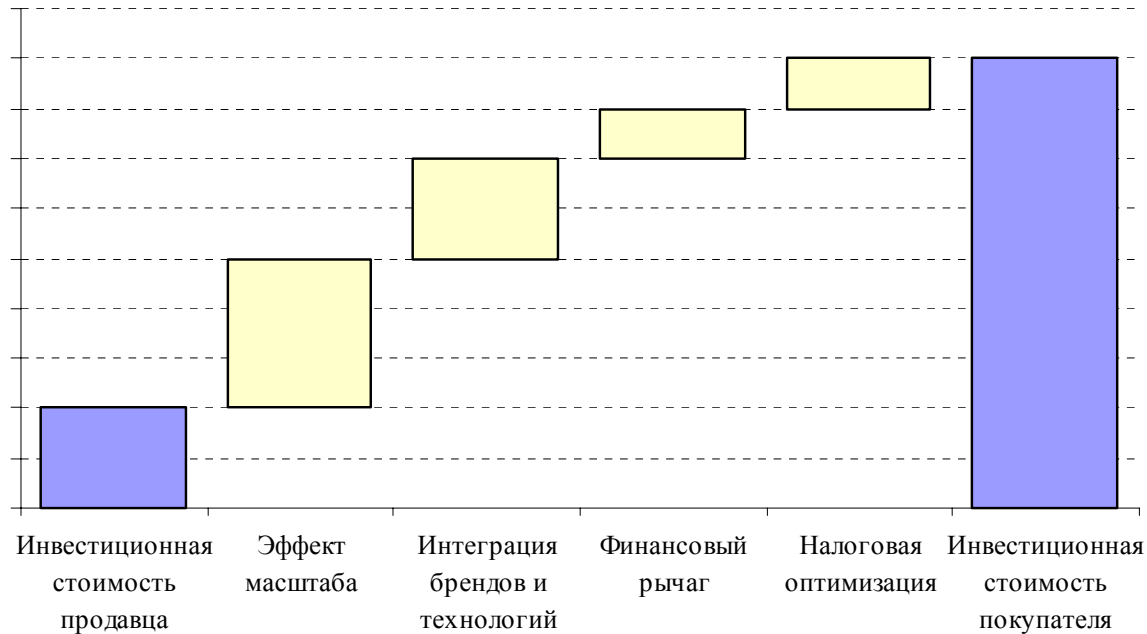 Инвестиционная
стоимость
продавца
Эффект
масштаба
Интеграция
брендов и
технологий
Финансовый
рычаг
Налоговая
оптимизация
Инвестиционная
стоимость
покупателя